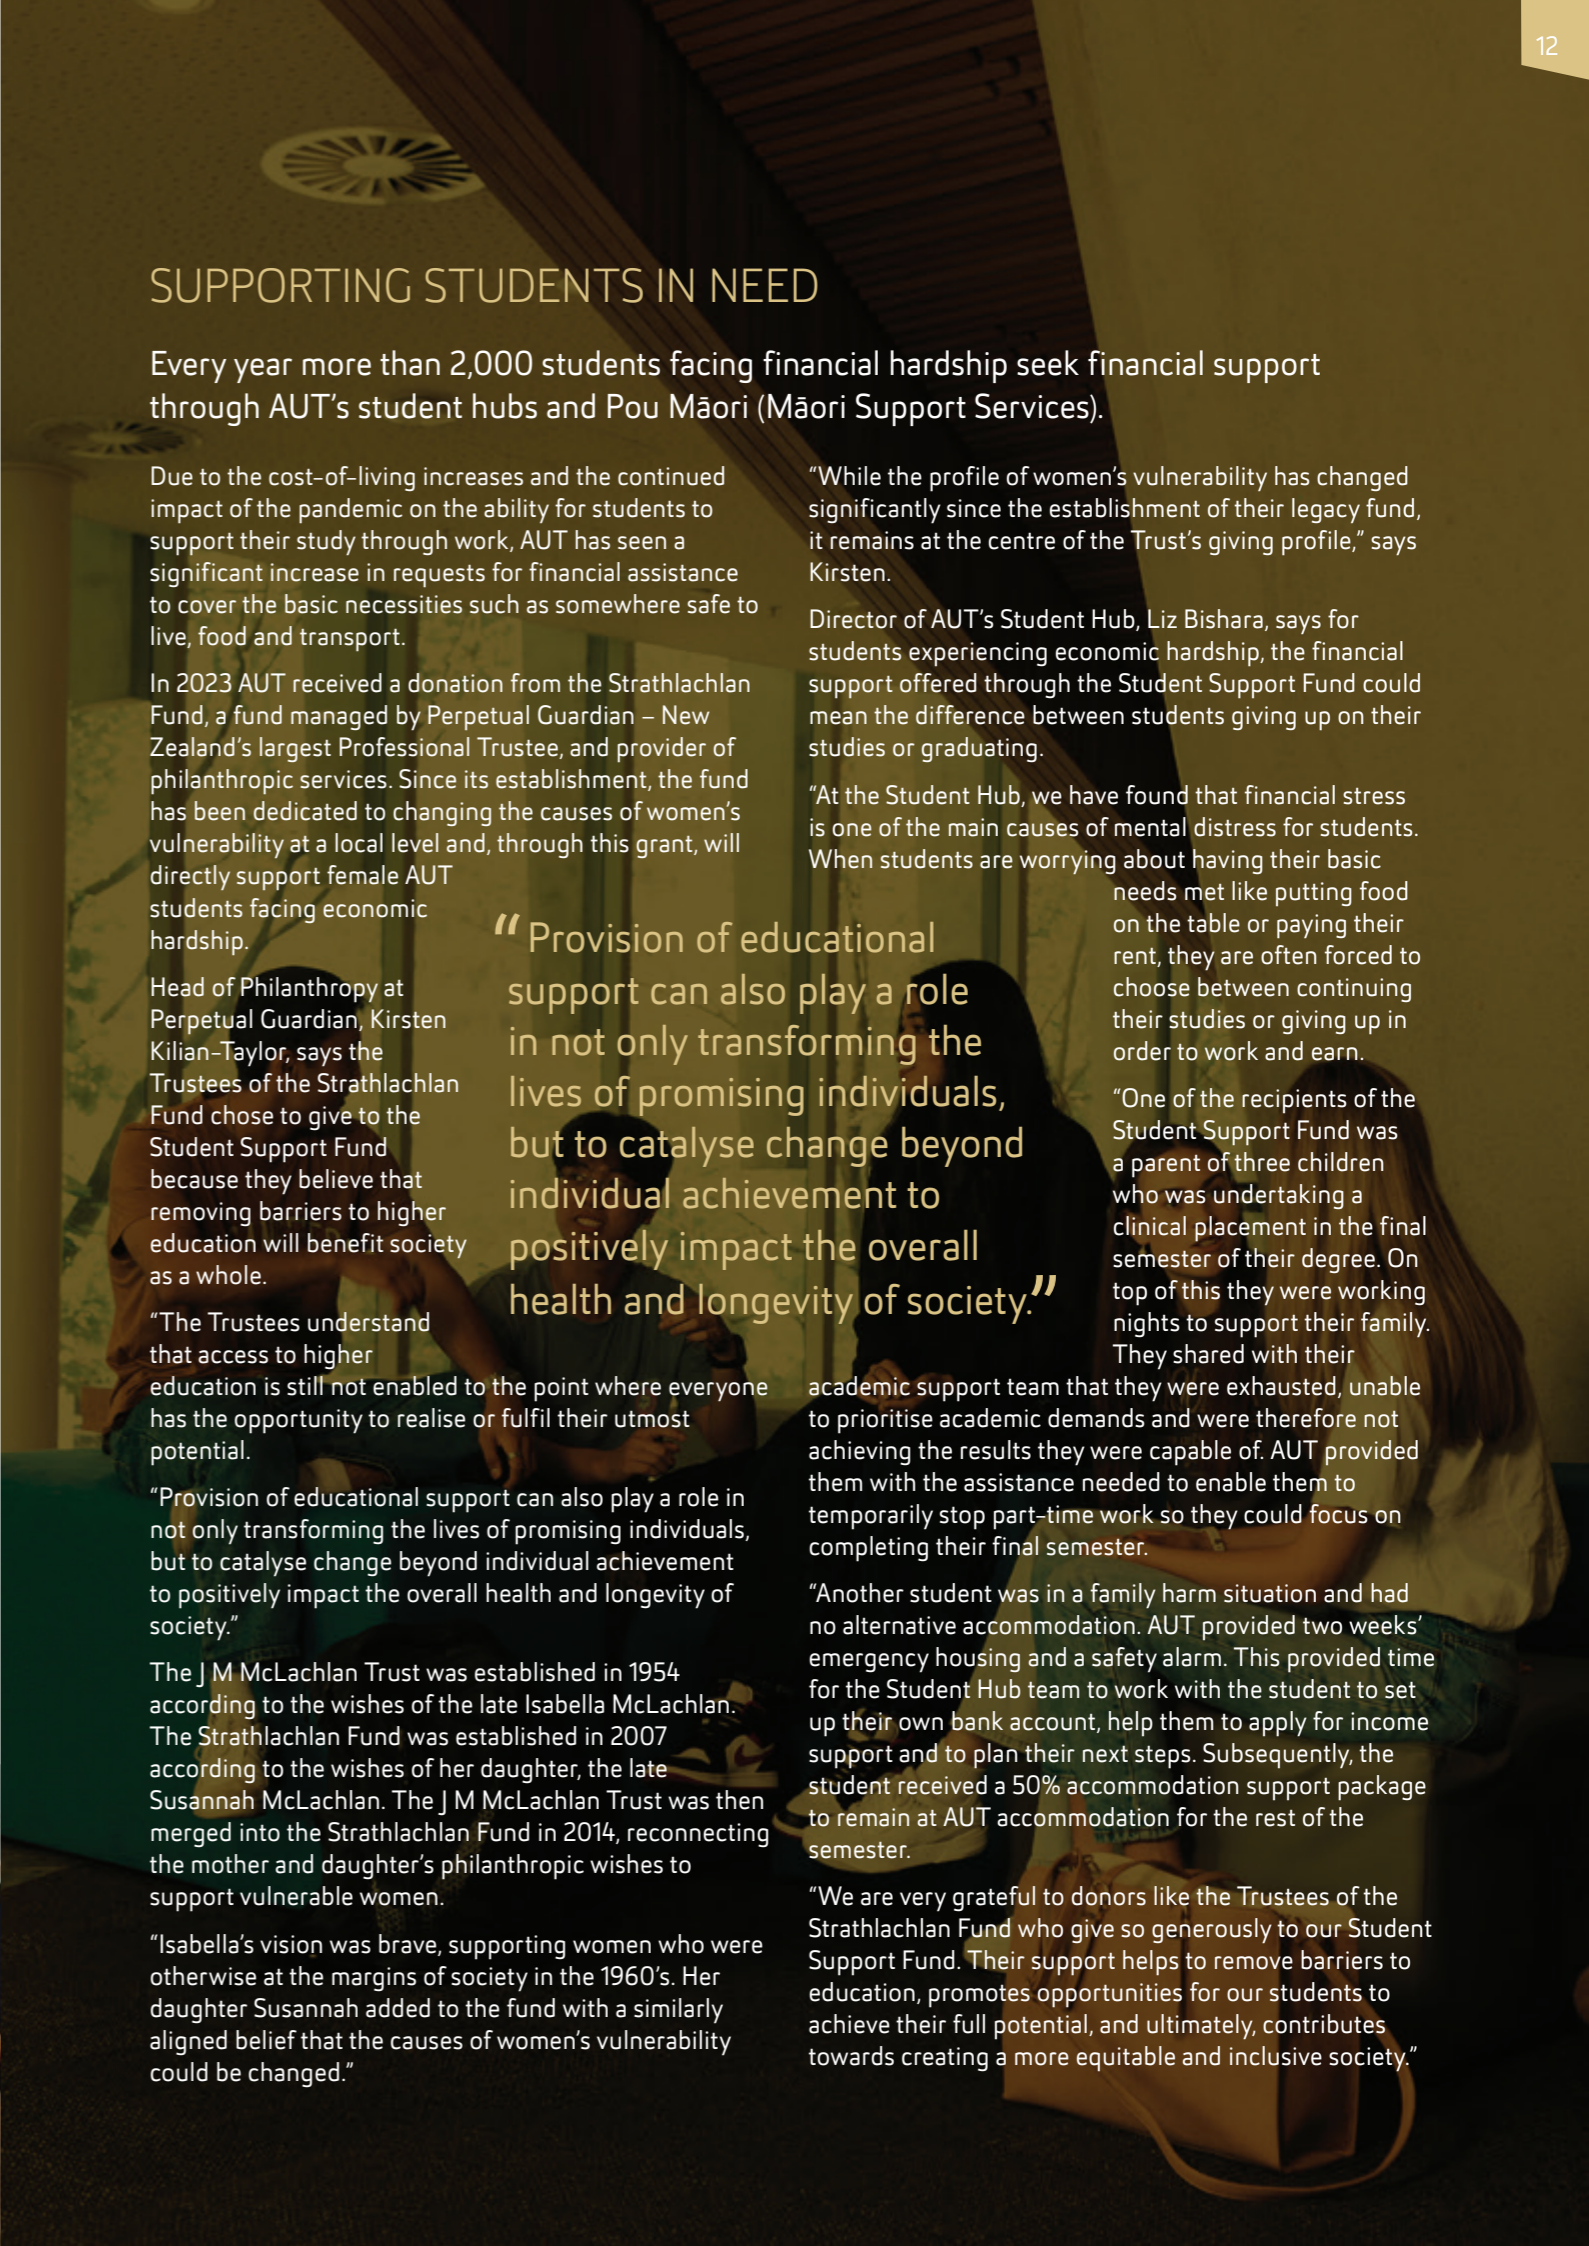 12
SUPPORTING STUDENTS IN NEED
Every year more than 2,000 students facing financial hardship seek financial support
through AUT’s student hubs and Pou Māori (Māori Support Services).
Due to the cost-of-living increases and the continued
impact of the pandemic on the ability for students to
support their study through work, AUT has seen a
significant increase in requests for financial assistance
to cover the basic necessities such as somewhere safe to
live, food and transport.
In 2023 AUT received a donation from the Strathlachlan
Fund, a fund managed by Perpetual Guardian – New
Zealand’s largest Professional Trustee, and provider of
philanthropic services. Since its establishment, the fund
has been dedicated to changing the causes of women’s
vulnerability at a local level and, through this grant, will
directly support female AUT
students facing economic
hardship.
Head of Philanthropy at
Perpetual Guardian, Kirsten
Kilian-Taylor, says the
Trustees of the Strathlachlan
Fund chose to give to the
Student Support Fund
because they believe that
removing barriers to higher
education will benefit society
as a whole.
“The Trustees understand
that access to higher
education is still not enabled to the point where everyone
has the opportunity to realise or fulfil their utmost
potential.
“Provision of educational support can also play a role in
not only transforming the lives of promising individuals,
but to catalyse change beyond individual achievement
to positively impact the overall health and longevity of
society.”
The J M McLachlan Trust was established in 1954
according to the wishes of the late Isabella McLachlan.
The Strathlachlan Fund was established in 2007
according to the wishes of her daughter, the late
Susannah McLachlan. The J M McLachlan Trust was then
merged into the Strathlachlan Fund in 2014, reconnecting
the mother and daughter’s philanthropic wishes to
support vulnerable women.
“Isabella’s vision was brave, supporting women who were
otherwise at the margins of society in the 1960’s. Her
daughter Susannah added to the fund with a similarly
aligned belief that the causes of women’s vulnerability
could be changed.”
“Provision of educational
support can also play a role
in not only transforming the
lives of promising individuals,
but to catalyse change beyond
individual achievement to
positively impact the overall
health and longevity of society.”
“While the profile of women’s vulnerability has changed
significantly since the establishment of their legacy fund,
it remains at the centre of the Trust’s giving profile,” says
Kirsten.
Director of AUT’s Student Hub, Liz Bishara, says for
students experiencing economic hardship, the financial
support offered through the Student Support Fund could
mean the difference between students giving up on their
studies or graduating.
“At the Student Hub, we have found that financial stress
is one of the main causes of mental distress for students.
When students are worrying about having their basic
needs met like putting food
on the table or paying their
rent, they are often forced to
choose between continuing
their studies or giving up in
order to work and earn.
“One of the recipients of the
Student Support Fund was
a parent of three children
who was undertaking a
clinical placement in the final
semester of their degree. On
top of this they were working
nights to support their family.
They shared with their
academic support team that they were exhausted, unable
to prioritise academic demands and were therefore not
achieving the results they were capable of. AUT provided
them with the assistance needed to enable them to
temporarily stop part-time work so they could focus on
completing their final semester.
“Another student was in a family harm situation and had
no alternative accommodation. AUT provided two weeks’
emergency housing and a safety alarm. This provided time
for the Student Hub team to work with the student to set
up their own bank account, help them to apply for income
support and to plan their next steps. Subsequently, the
student received a 50% accommodation support package
to remain at AUT accommodation for the rest of the
semester.
“We are very grateful to donors like the Trustees of the
Strathlachlan Fund who give so generously to our Student
Support Fund. Their support helps to remove barriers to
education, promotes opportunities for our students to
achieve their full potential, and ultimately, contributes
towards creating a more equitable and inclusive society.”